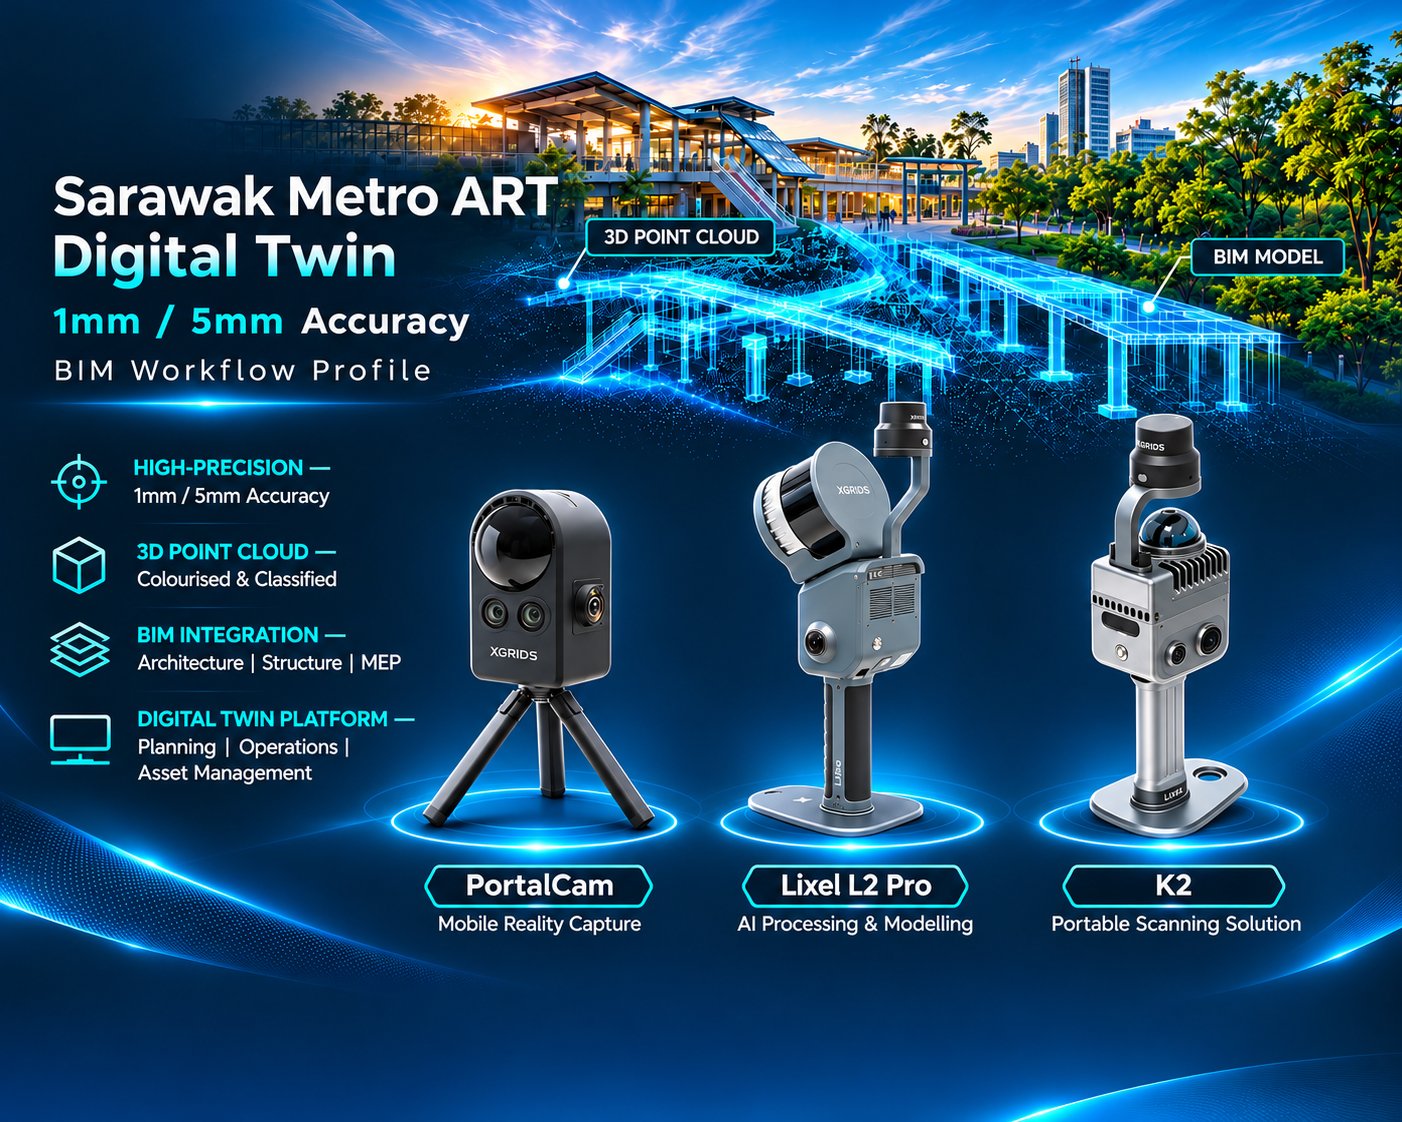 Sarawak Metro ART
Digital Twin
1mm / 5mm Accuracy
BIM Workflow Profile
3D POINT CLOUD
BIM MODEL
HIGH-PRECISION —
1mm / 5mm Accuracy
3D POINT CLOUD —
Colourised & Classified
BIM INTEGRATION —
Architecture | Structure | MEP
DIGITAL TWIN PLATFORM —
Planning | Operations |
Asset Management
XGRIDS
XGRIDS
XGRIDS
PortalCam
Mobile Reality Capture
Lixel L2 Pro
AI Processing & Modelling
K2
Portable Scanning Solution